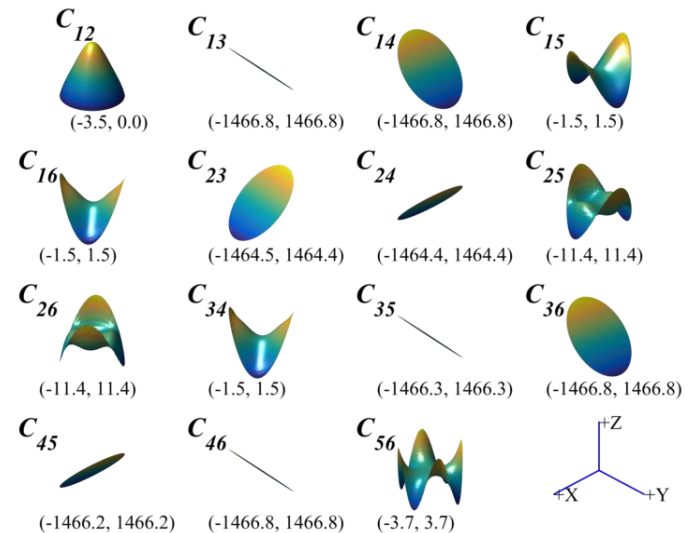 C12 C13 C14 C15
(-3.5, 0.0) (-1466.8, 1466.8) (-1466.8, 1466.8) (-1.5, 1.5)
C16 C23 C24 C25
(-1.5, 1.5) (-1464.5, 1464.4) (-1464.4, 1464.4) (-11.4, 11.4)
C26 C34 C35 C36
(-11.4, 11.4) (-1.5, 1.5) (-1466.3, 1466.3) (-1466.8, 1466.8)
C45 C46 C56
+Z
+X +Y
(-1466.2, 1466.2) (-1466.8, 1466.8) (-3.7, 3.7)